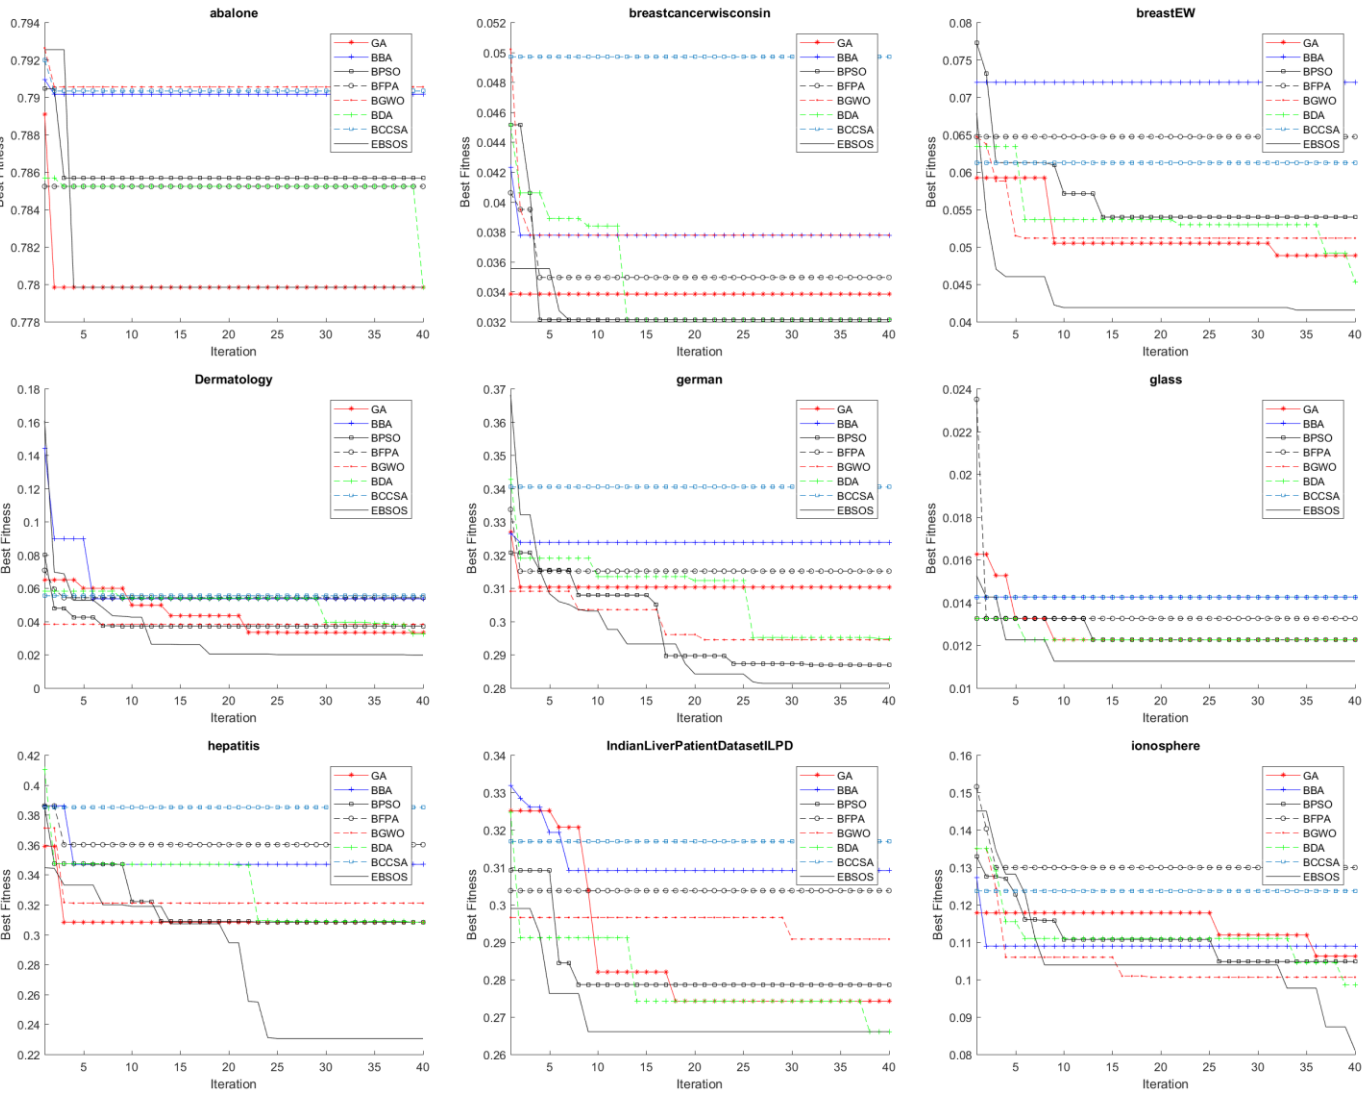 abalone
0.794
0.792
0.79
0.788
0.786
0.784
0.782
0.78
0.778
Best Fitness
5 10 15 20 25 30 35 40
Iteration
GA
BBA
BPSO
BFPA
BGWO
BDA
BCCSA
EBSOS
breastcancerwisconsin
0.052
0.05
0.048
0.046
0.044
0.042
0.04
0.038
0.036
0.034
0.032
Best Fitness
5 10 15 20 25 30 35 40
Iteration
GA
BBA
BPSO
BFPA
BGWO
BDA
BCCSA
EBSOS
breastEW
0.08
0.075
0.07
0.065
0.06
0.055
0.05
0.045
0.04
Best Fitness
5 10 15 20 25 30 35 40
Iteration
GA
BBA
BPSO
BFPA
BGWO
BDA
BCCSA
EBSOS
Dermatology
0.18
0.16
0.14
0.12
0.1
0.08
0.06
0.04
0.02
0
Best Fitness
5 10 15 20 25 30 35 40
Iteration
GA
BBA
BPSO
BFPA
BGWO
BDA
BCCSA
EBSOS
german
0.37
0.36
0.35
0.34
0.33
0.32
0.31
0.3
0.29
0.28
Best Fitness
5 10 15 20 25 30 35 40
Iteration
GA
BBA
BPSO
BFPA
BGWO
BDA
BCCSA
EBSOS
glass
0.024
0.022
0.02
0.018
0.016
0.014
0.012
0.01
Best Fitness
5 10 15 20 25 30 35 40
Iteration
GA
BBA
BPSO
BFPA
BGWO
BDA
BCCSA
EBSOS
hepatitis
0.42
0.4
0.38
0.36
0.34
0.32
0.3
0.28
0.26
0.24
0.22
Best Fitness
5 10 15 20 25 30 35 40
Iteration
GA
BBA
BPSO
BFPA
BGWO
BDA
BCCSA
EBSOS
IndianLiverPatientDatasetILPD
0.34
0.33
0.32
0.31
0.3
0.29
0.28
0.27
0.26
Best Fitness
5 10 15 20 25 30 35 40
Iteration
GA
BBA
BPSO
BFPA
BGWO
BDA
BCCSA
EBSOS
ionosphere
0.16
0.15
0.14
0.13
0.12
0.11
0.1
0.09
0.08
Best Fitness
5 10 15 20 25 30 35 40
Iteration
GA
BBA
BPSO
BFPA
BGWO
BDA
BCCSA
EBSOS